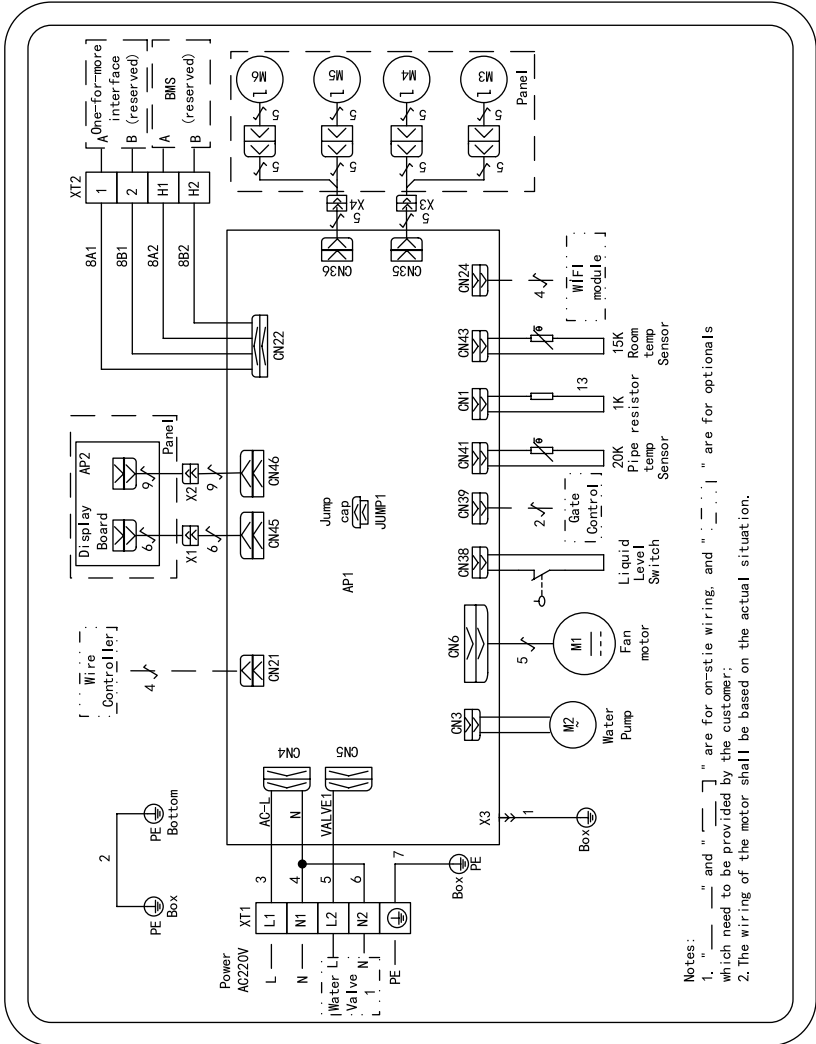 Power
AC220V
L
N
Water
Valve
1
L
N
PE
XT1
L1
N1
L2
N2
3
4
5
6
7
Box
PE
AC-L
N
VALVE1
CN4
CN5
PE
Box
2
PE
Bottom
Wire
Controller
4
CN21
Display
Board
AP2
Panel
6
9
X1
X2
6
9
CN45
CN46
XT2
1
2
H1
H2
A
B
A
B
One-for-more
interface
(reserved)
BMS
(reserved)
8A1
8B1
8A2
8B2
CN22
M6
M5
M4
M3
5
5
5
5
5
5
5
5
Panel
X4
X3
5
5
CN36
CN35
AP1
Jump
cap
JUMP1
X3
1
Box
CN3
M2
~
Water
Pump
CN6
5
M1
Fan
motor
CN38
Liquid
Level
Switch
CN39
2
Gate
Control
CN41
θ
20K
Pipe
temp
Sensor
CN1
13
1K
resistor
CN43
θ
15K
Room
temp
Sensor
CN24
4
WIFI
module
Notes:
1. " " and " " are for on-stie wiring, and " " are for optionals
which need to be provided by the customer;
2. The wiring of the motor shall be based on the actual situation.